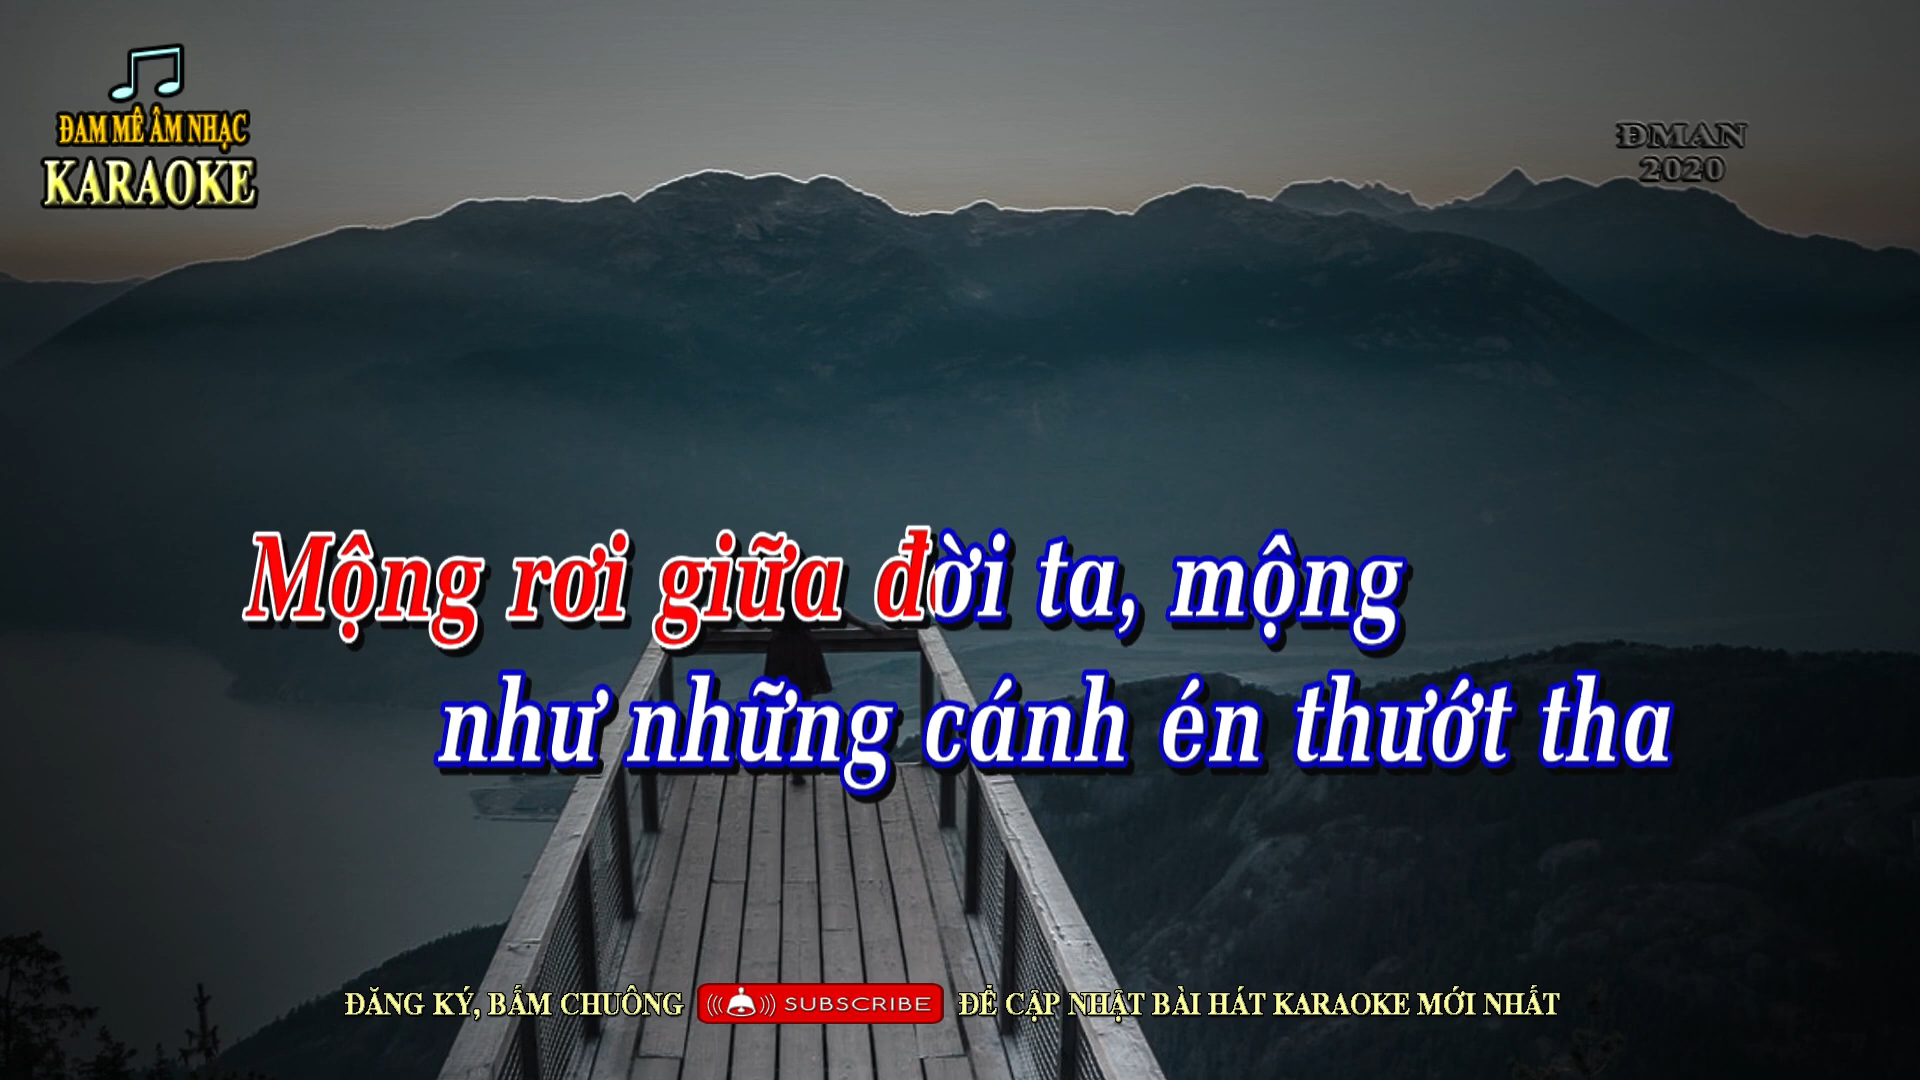 ĐAM MÊ ÂM NHẠC
KARAOKE
ĐMAN
2020
Mộng rơi giữa đời ta, mộng
như những cánh én thướt tha
ĐĂNG KÝ, BẤM CHUÔNG SUBSCRIBE ĐỂ CẬP NHẬT BÀI HÁT KARAOKE MỚI NHẤT